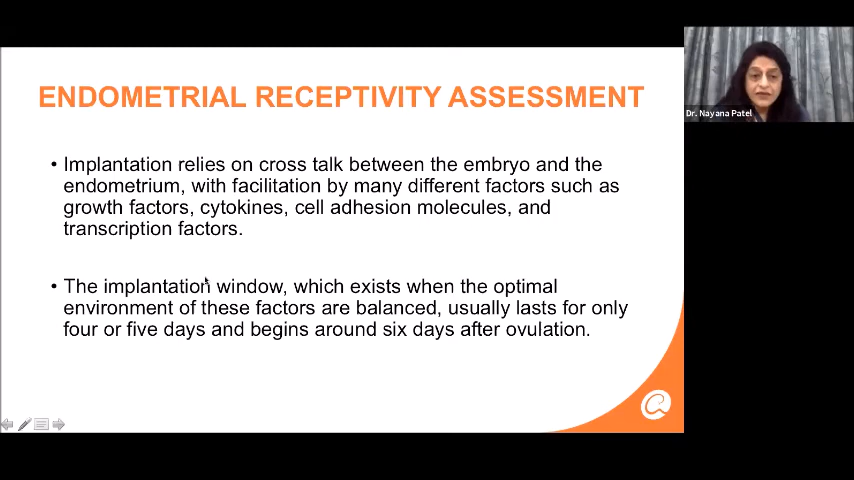 ENDOMETRIAL RECEPTIVITY ASSESSMENT
• Implantation relies on cross talk between the embryo and the
endometrium, with facilitation by many different factors such as
growth factors, cytokines, cell adhesion molecules, and
transcription factors.
• The implantation window, which exists when the optimal
environment of these factors are balanced, usually lasts for only
four or five days and begins around six days after ovulation.
Dr. Nayana Patel